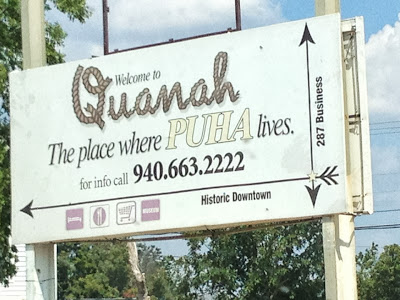 Welcome to
Quanah
The place where PUHA lives.
for info call 940.663.2222
287 Business
Historic Downtown